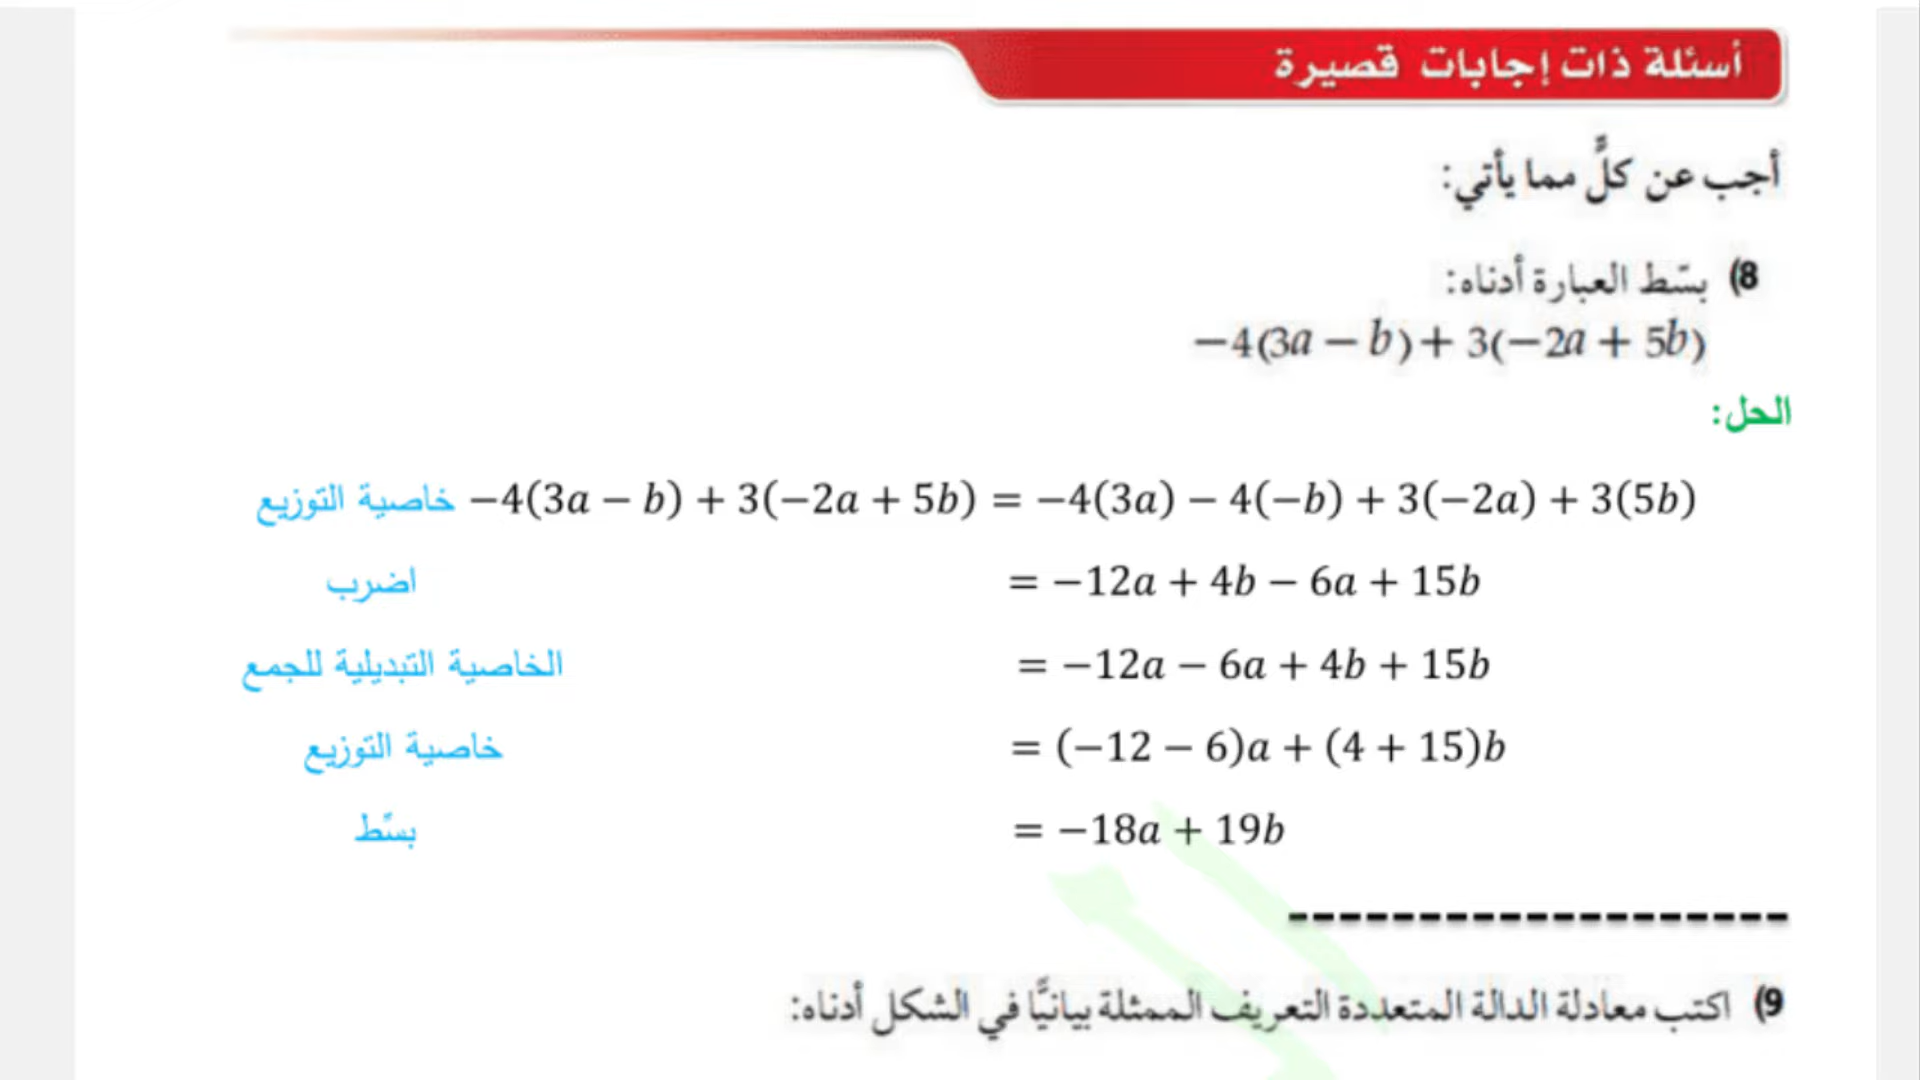 أسئلة ذات إجابات قصيرة
أجب عن كلٍّ مما يأتي:
8) بسّط العبارة أدناه:
−4(3a − b) + 3(−2a + 5b)
الحل:
−4(3a − b) + 3(−2a + 5b) = −4(3a) − 4(−b) + 3(−2a) + 3(5b) خاصية التوزيع
= −12a + 4b − 6a + 15b اضرب
= −12a − 6a + 4b + 15b الخاصية التبديلية للجمع
= (−12 − 6)a + (4 + 15)b خاصية التوزيع
= −18a + 19b بسِّط
9) اكتب معادلة الدالة المتعددة التعريف الممثلة بيانيًّا في الشكل أدناه: